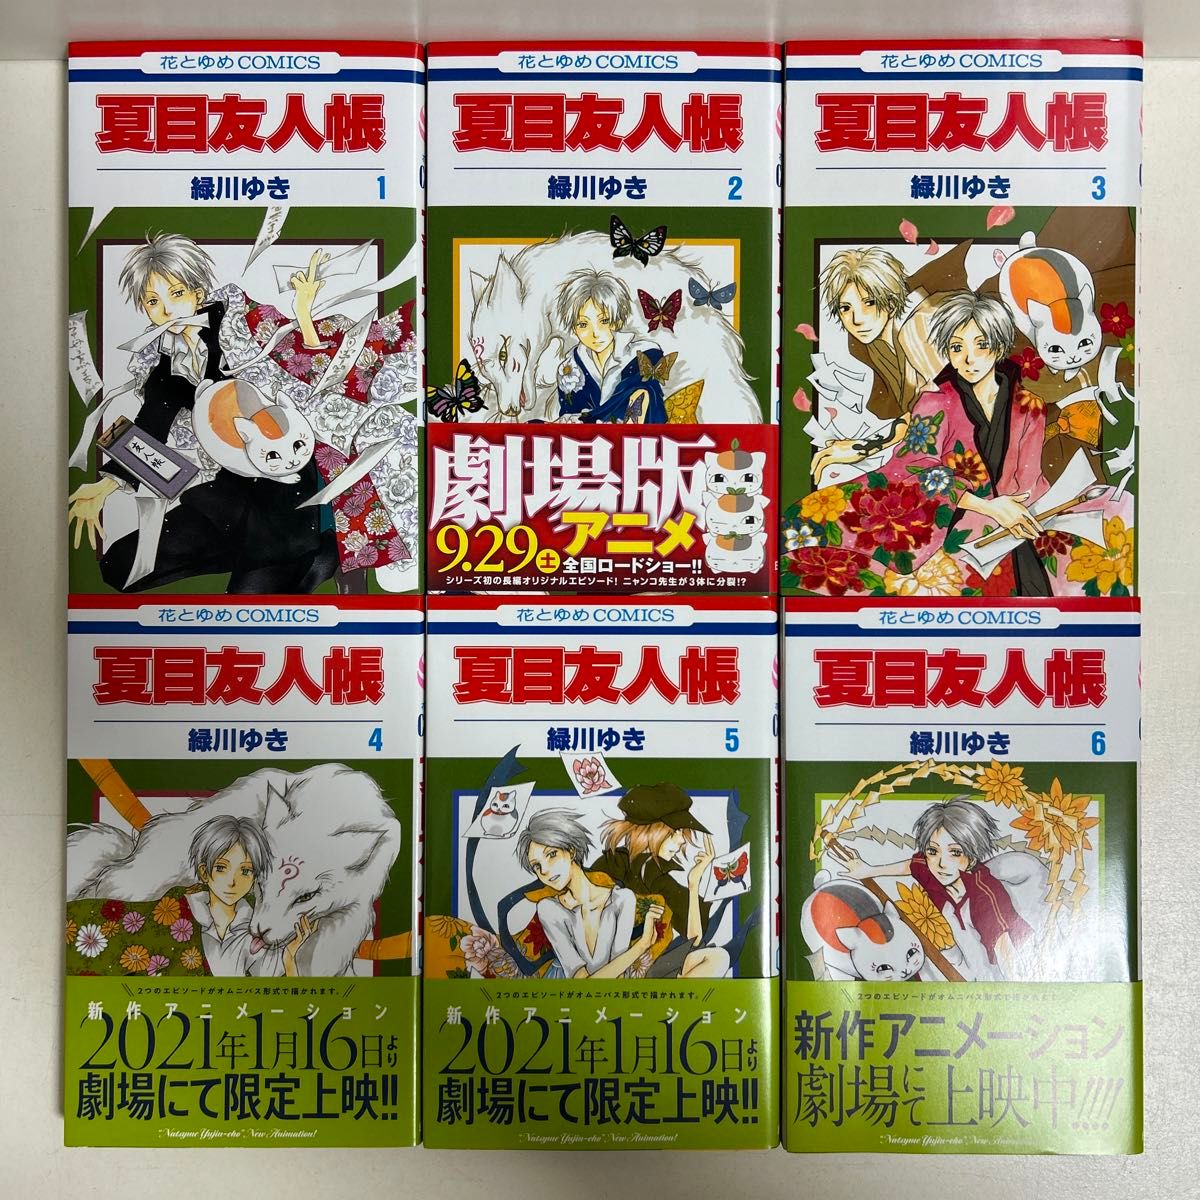 花とゆめCOMICS
夏目友人帳
緑川ゆき 1
友人帳
花とゆめCOMICS
夏目友人帳
緑川ゆき 2
劇場版
アニメ
9.29土 全国ロードショー!!
シリーズ初の長編オリジナルエピソード! ニャンコ先生が3体に分裂!?
花とゆめCOMICS
夏目友人帳
緑川ゆき 3
花とゆめCOMICS
夏目友人帳
緑川ゆき 4
2つのエピソードがオムニバス形式で描かれます。
新作アニメーション
2021年1月16日より
劇場にて限定上映!!
"Natsume Yujin-cho" New Animation!
花とゆめCOMICS
夏目友人帳
緑川ゆき 5
2つのエピソードがオムニバス形式で描かれます。
新作アニメーション
2021年1月16日より
劇場にて限定上映!!
"Natsume Yujin-cho" New Animation!
花とゆめCOMICS
夏目友人帳
緑川ゆき 6
2つのエピソードがオムニバス形式で描かれます。
新作アニメーション
劇場にて上映中!!!!
"Natsume Yujin-cho" New Animation